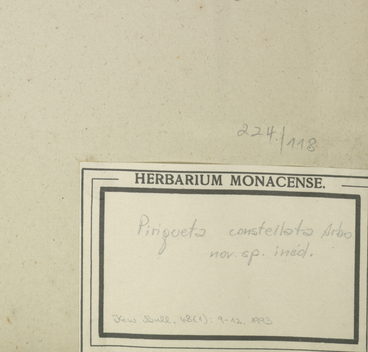 224./118
HERBARIUM MONACENSE.
Piriqueta constellata Arbo
nov. sp. inéd.
Kew Bull. 48(1): 9-12. 1993